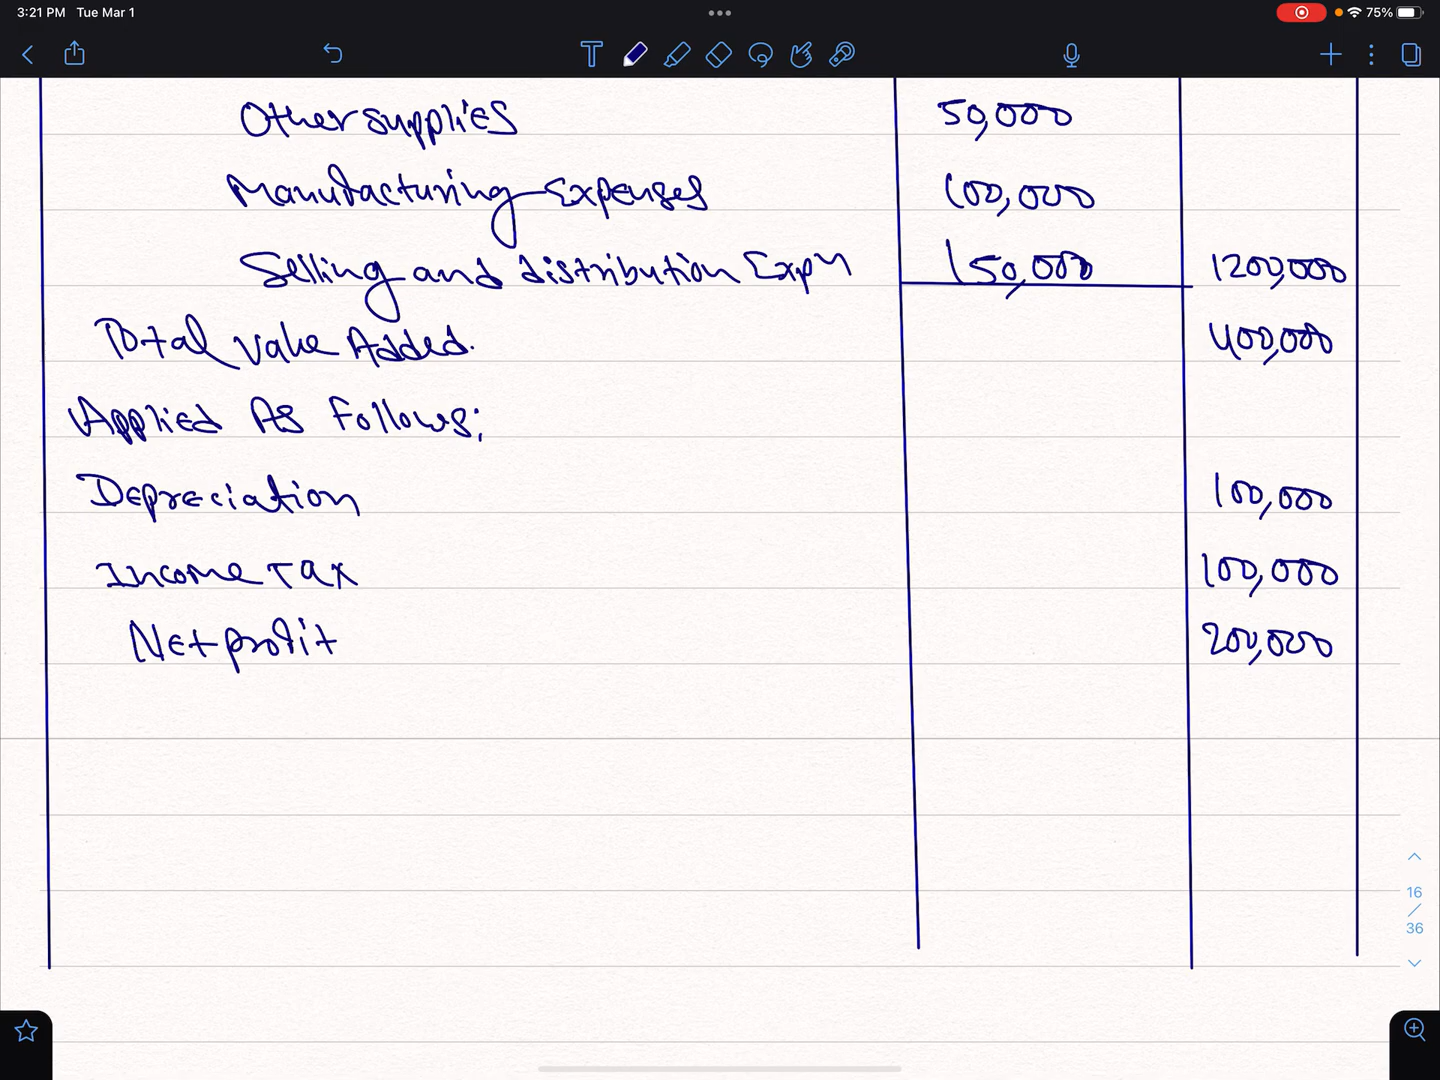 3:21 PM Tue Mar 1 75%
T
Other supplies 50,000
Manufacturing Expenses 100,000
Selling and distribution Expn 150,000 1200,000
Total Value Added. 400,000
Applied As Follows;
Depreciation 100,000
Income Tax 100,000
Net profit 200,000
16
/
36